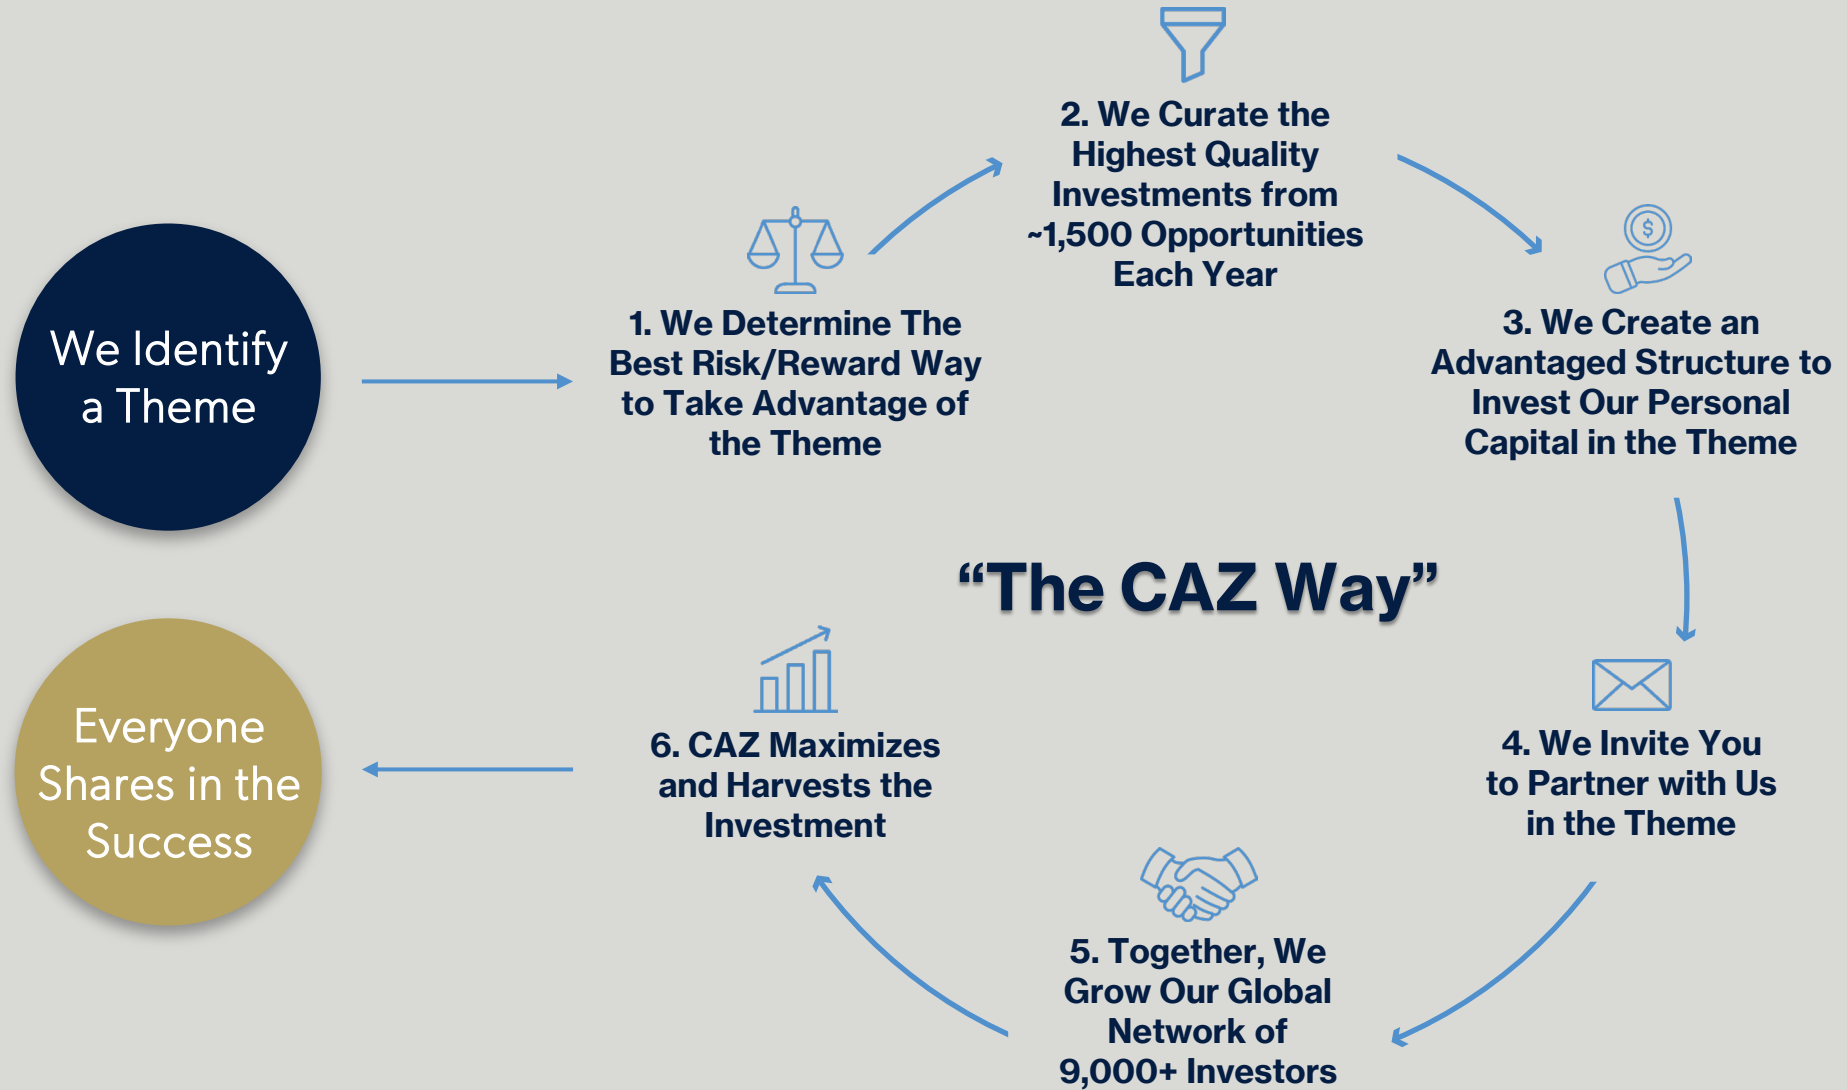 We Identify
a Theme
1. We Determine The
Best Risk/Reward Way
to Take Advantage of
the Theme
2. We Curate the
Highest Quality
Investments from
~1,500 Opportunities
Each Year
$
3. We Create an
Advantaged Structure to
Invest Our Personal
Capital in the Theme
“The CAZ Way”
4. We Invite You
to Partner with Us
in the Theme
5. Together, We
Grow Our Global
Network of
9,000+ Investors
6. CAZ Maximizes
and Harvests the
Investment
Everyone
Shares in the
Success